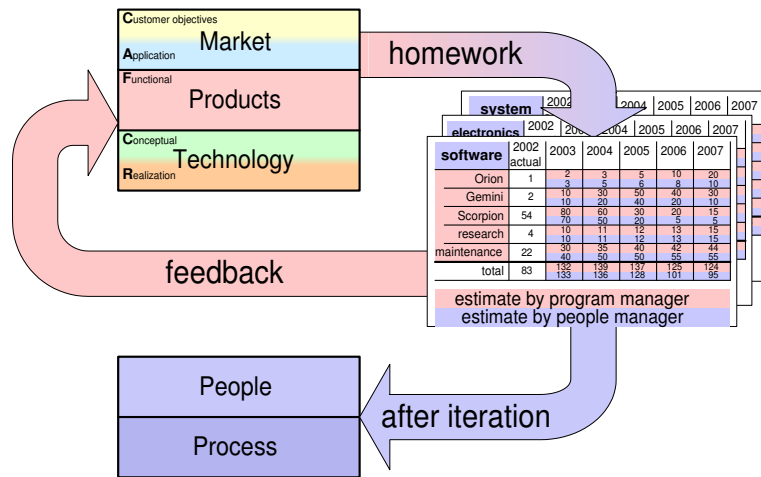 Customer objectives
Market
Application
Functional
Products
Conceptual
Technology
Realization
homework
feedback
system 2002 2004 2005 2006 2007
electronics 2002 2004 2005 2006 2007
software 2002 actual 2003 2004 2005 2006 2007
Orion 1 2 3 5 10 20
3 5 6 8 10
Gemini 2 10 30 50 40 30
10 20 40 20 10
Scorpion 54 80 60 30 20 15
70 50 20 5 5
research 4 10 11 12 13 15
10 11 12 13 15
maintenance 22 30 35 40 42 44
40 50 50 55 55
total 83 132 139 137 125 124
133 136 128 101 95
estimate by program manager
estimate by people manager
People
Process
after iteration